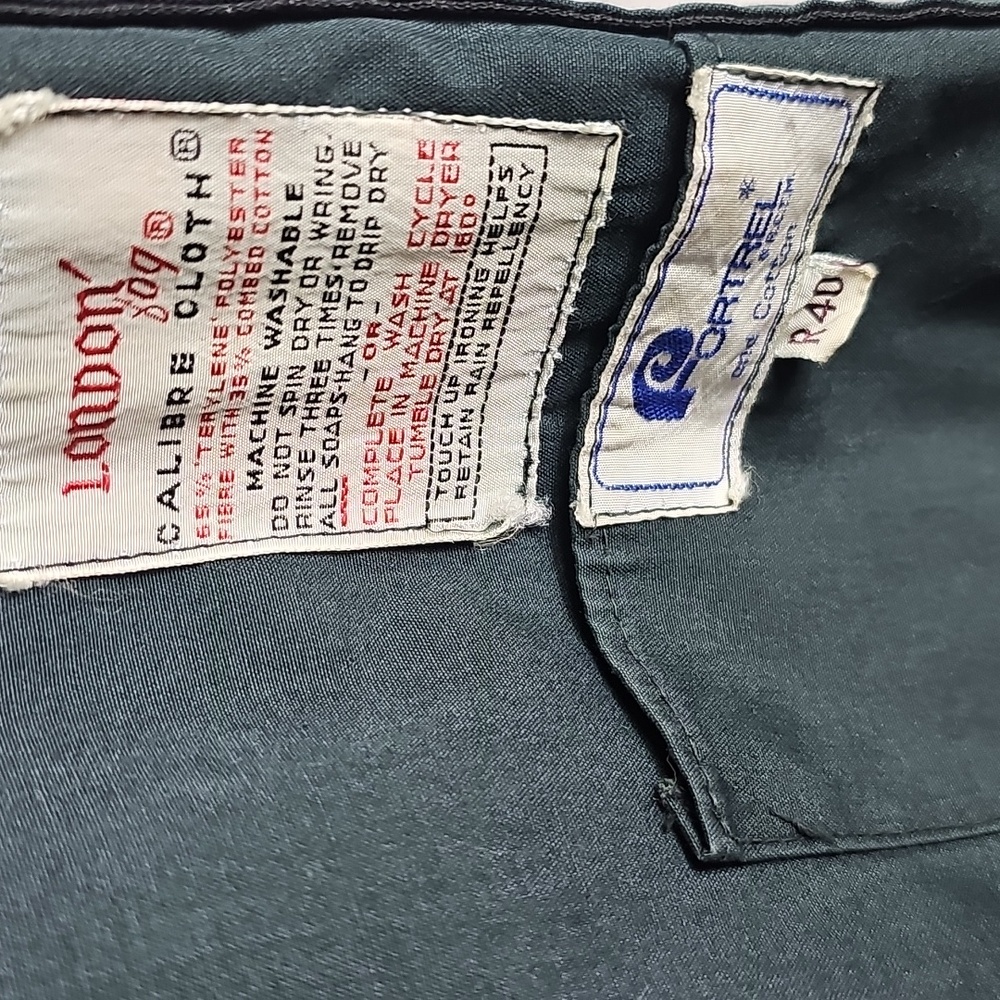 LONDON
fog®
CALIBRE CLOTH®
65% 'TERYLENE' POLYESTER
FIBRE WITH 35% COMBED COTTON
MACHINE WASHABLE
DO NOT SPIN DRY OR WRING-
RINSE THREE TIMES-REMOVE
ALL SOAPS-HANG TO DRIP DRY
-OR-
COMPLETE WASH CYCLE
PLACE IN MACHINE DRYER
TUMBLE DRY AT 160°
TOUCH UP IRONING HELPS
RETAIN RAIN REPELLENCY
FORTREL*
and Cotton
R 40